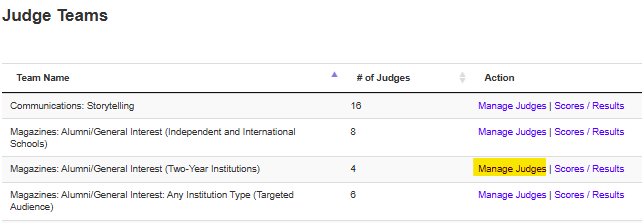 Judge Teams
Team Name # of Judges Action
Communications: Storytelling 16 Manage Judges | Scores / Results
Magazines: Alumni/General Interest (Independent and International 8 Manage Judges | Scores / Results
Schools)
Magazines: Alumni/General Interest (Two-Year Institutions) 4 Manage Judges | Scores / Results
Magazines: Alumni/General Interest: Any Institution Type (Targeted 6 Manage Judges | Scores / Results
Audience)